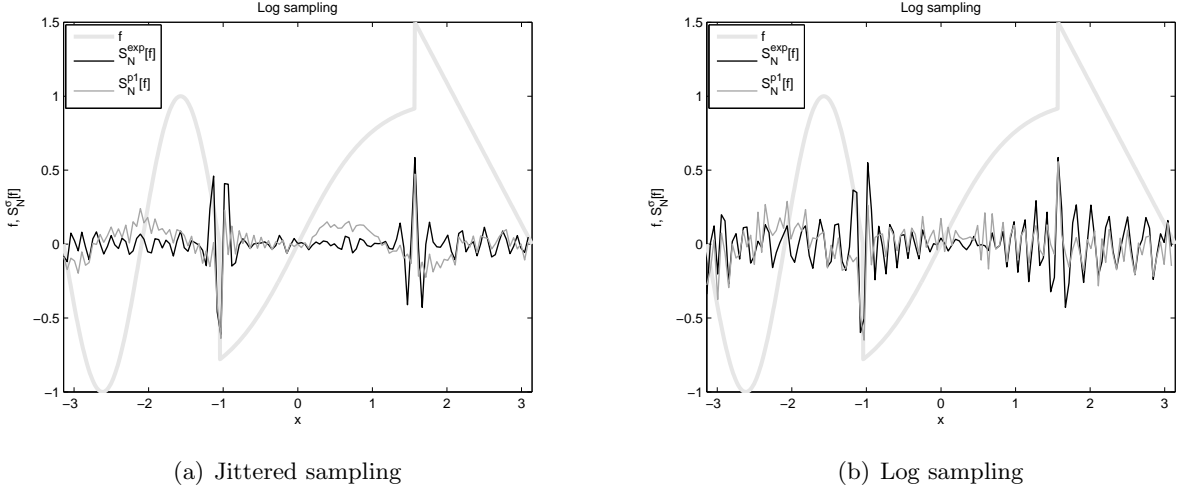 Log sampling
f
S_N^exp[f]
S_N^p1[f]
f, S_N^σ[f]
1.5
1
0.5
0
−0.5
−1
−3 −2 −1 0 1 2 3
x
(a) Jittered sampling
Log sampling
f
S_N^exp[f]
S_N^p1[f]
f, S_N^σ[f]
1.5
1
0.5
0
−0.5
−1
−3 −2 −1 0 1 2 3
x
(b) Log sampling